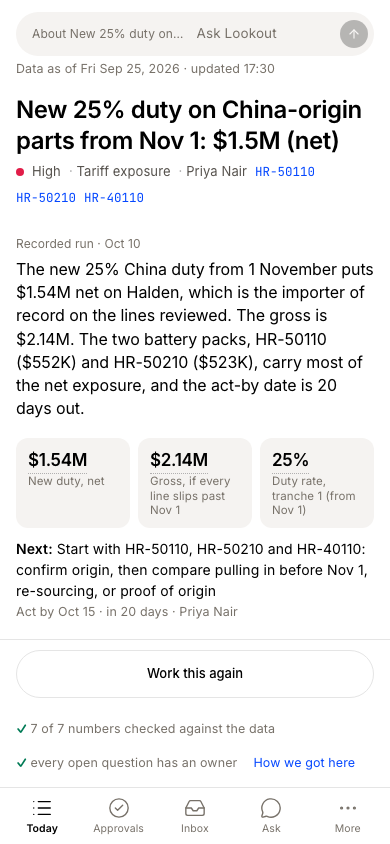 About New 25% duty on... Ask Lookout
Data as of Fri Sep 25, 2026 · updated 17:30
New 25% duty on China-origin
parts from Nov 1: $1.5M (net)
High · Tariff exposure · Priya Nair HR-50110
HR-50210 HR-40110
Recorded run · Oct 10
The new 25% China duty from 1 November puts
$1.54M net on Halden, which is the importer of
record on the lines reviewed. The gross is
$2.14M. The two battery packs, HR-50110
($552K) and HR-50210 ($523K), carry most of
the net exposure, and the act-by date is 20
days out.
$1.54M
New duty, net
$2.14M
Gross, if every
line slips past
Nov 1
25%
Duty rate,
tranche 1 (from
Nov 1)
Next: Start with HR-50110, HR-50210 and HR-40110:
confirm origin, then compare pulling in before Nov 1,
re-sourcing, or proof of origin
Act by Oct 15 · in 20 days · Priya Nair
Work this again
7 of 7 numbers checked against the data
every open question has an owner How we got here
Today Approvals Inbox Ask More